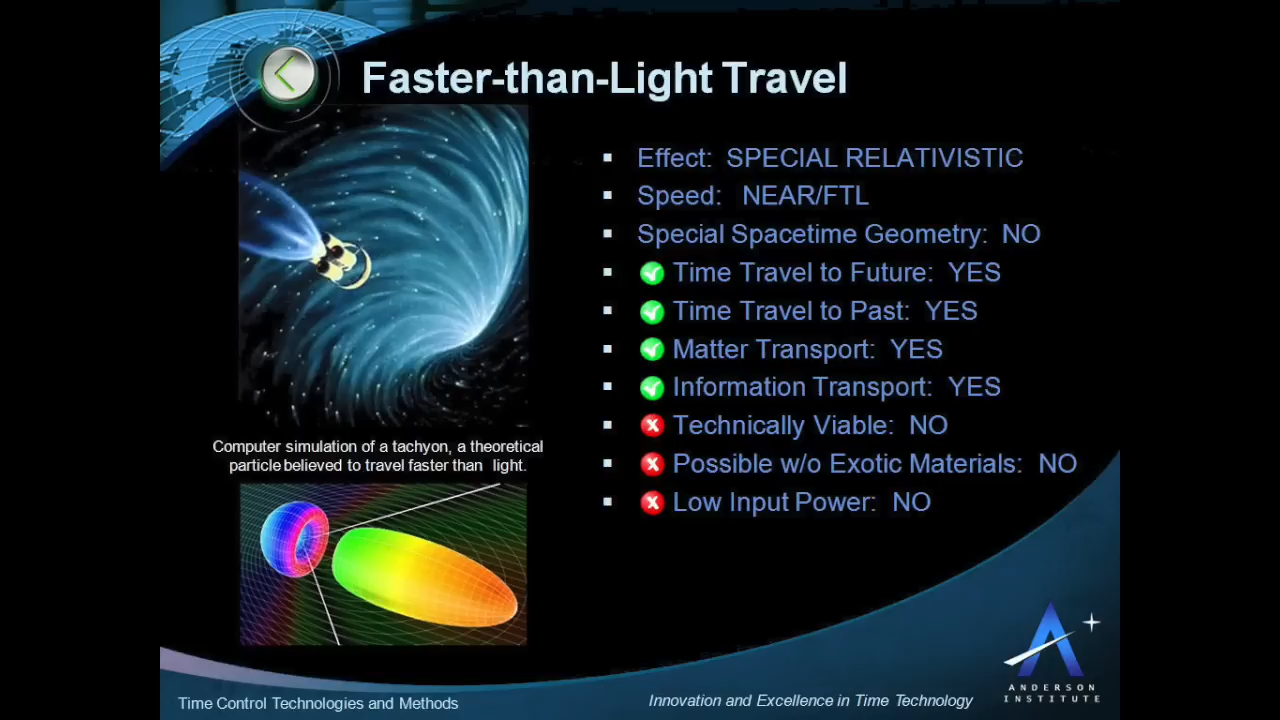 Faster-than-Light Travel
Effect: SPECIAL RELATIVISTIC
Speed: NEAR/FTL
Special Spacetime Geometry: NO
Time Travel to Future: YES
Time Travel to Past: YES
Matter Transport: YES
Information Transport: YES
Technically Viable: NO
Possible w/o Exotic Materials: NO
Low Input Power: NO
Computer simulation of a tachyon, a theoretical
particle believed to travel faster than light.
ANDERSON
INSTITUTE
Time Control Technologies and Methods
Innovation and Excellence in Time Technology